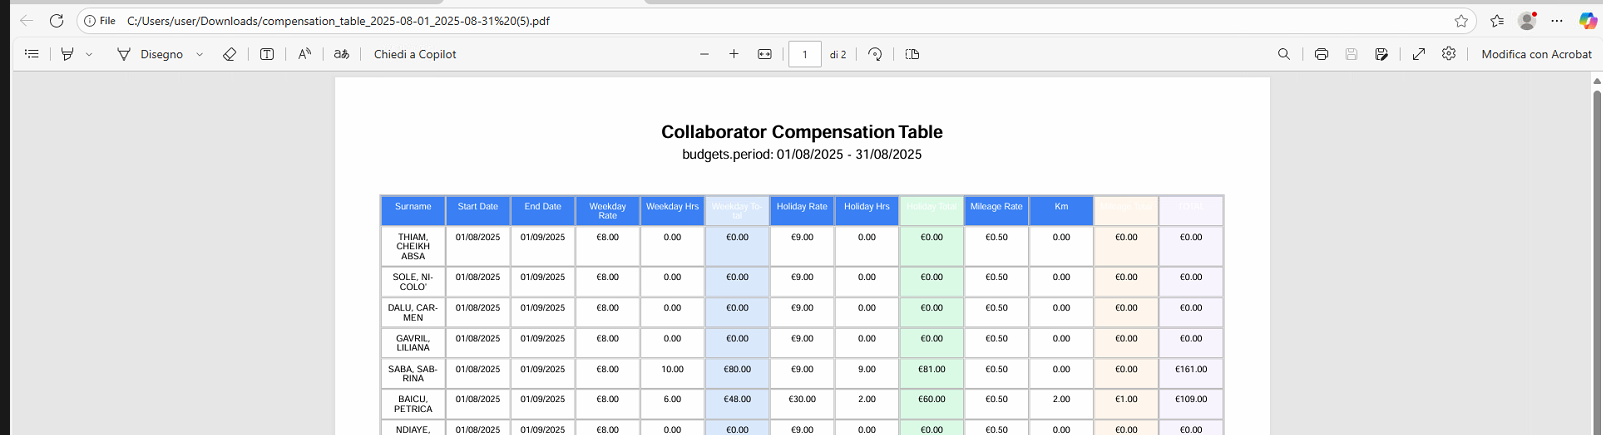 File C:/Users/user/Downloads/compensation_table_2025-08-01_2025-08-31%20(5).pdf
Disegno Chiedi a Copilot 1 di 2 Modifica con Acrobat
Collaborator Compensation Table
budgets.period: 01/08/2025 - 31/08/2025
Surname Start Date End Date Weekday Rate Weekday Hrs Weekday To-tal Holiday Rate Holiday Hrs Holiday Total Mileage Rate Km
THIAM, CHEIKH ABSA 01/08/2025 01/09/2025 €8.00 0.00 €0.00 €9.00 0.00 €0.00 €0.50 0.00 €0.00 €0.00
SOLE, NI-COLO' 01/08/2025 01/09/2025 €8.00 0.00 €0.00 €9.00 0.00 €0.00 €0.50 0.00 €0.00 €0.00
DALU, CAR-MEN 01/08/2025 01/09/2025 €8.00 0.00 €0.00 €9.00 0.00 €0.00 €0.50 0.00 €0.00 €0.00
GAVRIL, LILIANA 01/08/2025 01/09/2025 €8.00 0.00 €0.00 €9.00 0.00 €0.00 €0.50 0.00 €0.00 €0.00
SABA, SAB-RINA 01/08/2025 01/09/2025 €8.00 10.00 €80.00 €9.00 9.00 €81.00 €0.50 0.00 €0.00 €161.00
BAICU, PETRICA 01/08/2025 01/09/2025 €8.00 6.00 €48.00 €30.00 2.00 €60.00 €0.50 2.00 €1.00 €109.00
NDIAYE, 01/08/2025 01/09/2025 €8.00 0.00 €0.00 €9.00 0.00 €0.00 €0.50 0.00 €0.00 €0.00